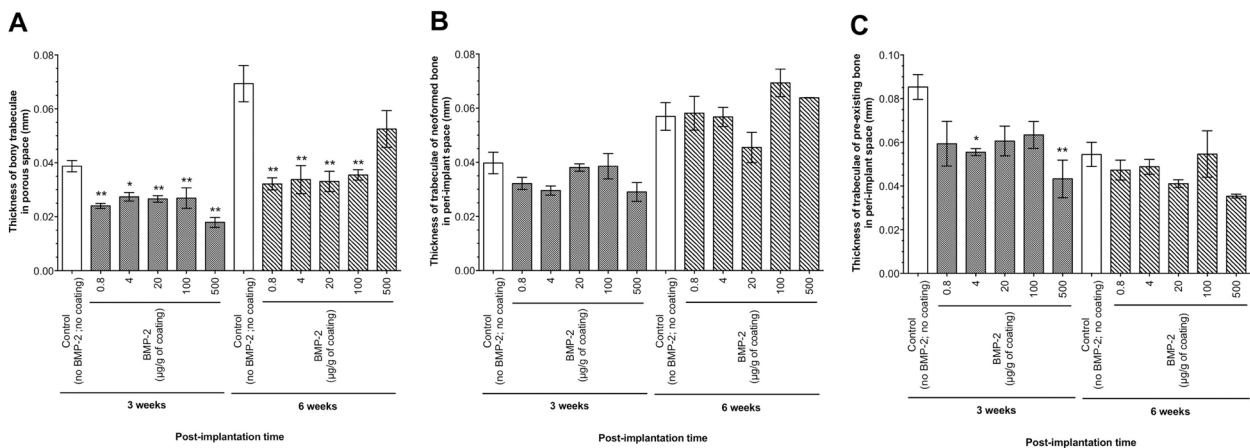 A
Thickness of bony trabeculae
in porous space (mm)
0.08
0.06
0.04
0.02
0.00
** * ** ** **
** ** ** **
Control
(no BMP-2 ;no coating)
0.8 4 20 100 500
BMP-2
(µg/g of coating)
Control
(no BMP-2 ;no coating)
0.8 4 20 100 500
BMP-2
(µg/g of coating)
3 weeks
6 weeks
Post-implantation time
B
Thickness of trabeculae of neoformed bone
in peri-implant space (mm)
0.08
0.06
0.04
0.02
0.00
Control
(no BMP-2; no coating)
0.8 4 20 100 500
BMP-2
(µg/g of coating)
Control
(no BMP-2; no coating)
0.8 4 20 100 500
BMP-2
(µg/g of coating)
3 weeks
6 weeks
Post-implantation time
C
Thickness of trabeculae of pre-existing bone
in peri-implant space (mm)
0.10
0.08
0.06
0.04
0.02
0.00
* **
Control
(no BMP-2; no coating)
0.8 4 20 100 500
BMP-2
(µg/g of coating)
Control
(no BMP-2; no coating)
0.8 4 20 100 500
BMP-2
(µg/g of coating)
3 weeks
6 weeks
Post-implantation time